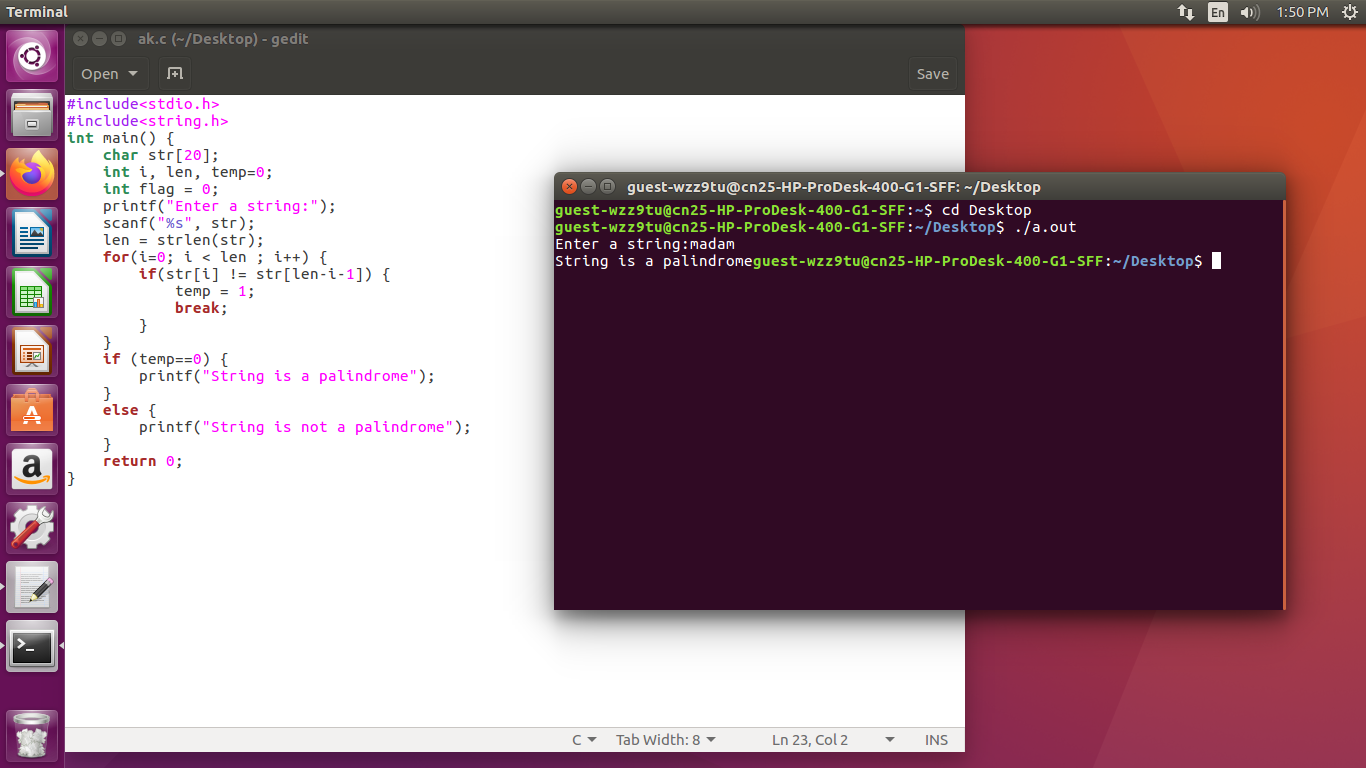 Terminal
En
1:50 PM
ak.c (~/Desktop) - gedit
Open
Save
#include<stdio.h>
#include<string.h>
int main() {
    char str[20];
    int i, len, temp=0;
    int flag = 0;
    printf("Enter a string:");
    scanf("%s", str);
    len = strlen(str);
    for(i=0; i < len ; i++) {
        if(str[i] != str[len-i-1]) {
            temp = 1;
            break;
        }
    }
    if (temp==0) {
        printf("String is a palindrome");
    }
    else {
        printf("String is not a palindrome");
    }
    return 0;
}
C
Tab Width: 8
Ln 23, Col 2
INS
guest-wzz9tu@cn25-HP-ProDesk-400-G1-SFF: ~/Desktop
guest-wzz9tu@cn25-HP-ProDesk-400-G1-SFF:~$ cd Desktop
guest-wzz9tu@cn25-HP-ProDesk-400-G1-SFF:~/Desktop$ ./a.out
Enter a string:madam
String is a palindromeguest-wzz9tu@cn25-HP-ProDesk-400-G1-SFF:~/Desktop$